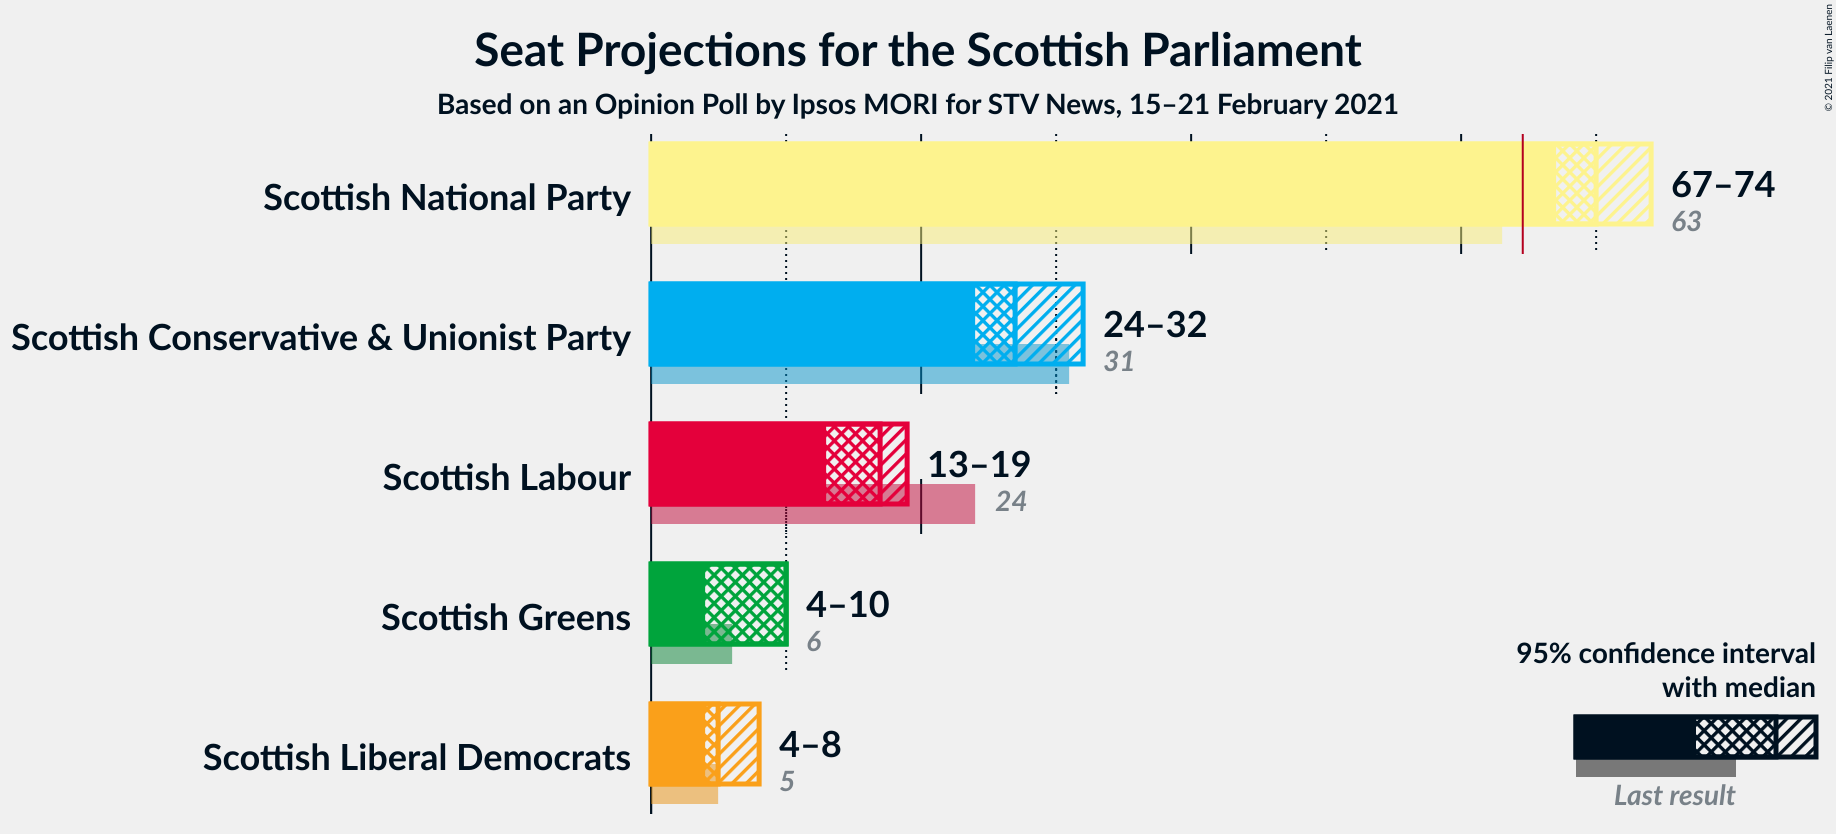 Seat Projections for the Scottish Parliament
Based on an Opinion Poll by Ipsos MORI for STV News, 15–21 February 2021
© 2021 Filip van Laenen
Scottish National Party
67–74
63
Scottish Conservative & Unionist Party
24–32
31
Scottish Labour
13–19
24
Scottish Greens
4–10
6
Scottish Liberal Democrats
4–8
5
95% confidence interval
with median
Last result